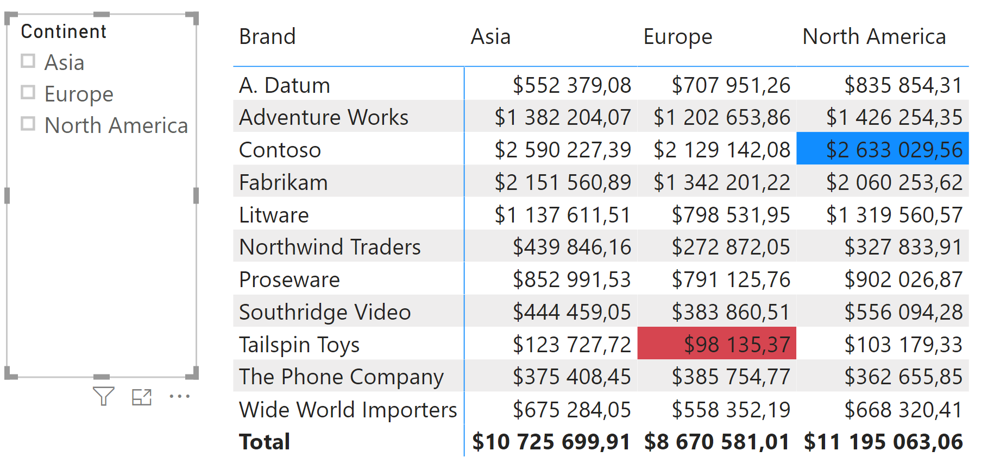 Continent
Asia
Europe
North America
Brand Asia Europe North America
A. Datum $552 379,08 $707 951,26 $835 854,31
Adventure Works $1 382 204,07 $1 202 653,86 $1 426 254,35
Contoso $2 590 227,39 $2 129 142,08 $2 633 029,56
Fabrikam $2 151 560,89 $1 342 201,22 $2 060 253,62
Litware $1 137 611,51 $798 531,95 $1 319 560,57
Northwind Traders $439 846,16 $272 872,05 $327 833,91
Proseware $852 991,53 $791 125,76 $902 026,87
Southridge Video $444 459,05 $383 860,51 $556 094,28
Tailspin Toys $123 727,72 $98 135,37 $103 179,33
The Phone Company $375 408,45 $385 754,77 $362 655,85
Wide World Importers $675 284,05 $558 352,19 $668 320,41
Total $10 725 699,91 $8 670 581,01 $11 195 063,06